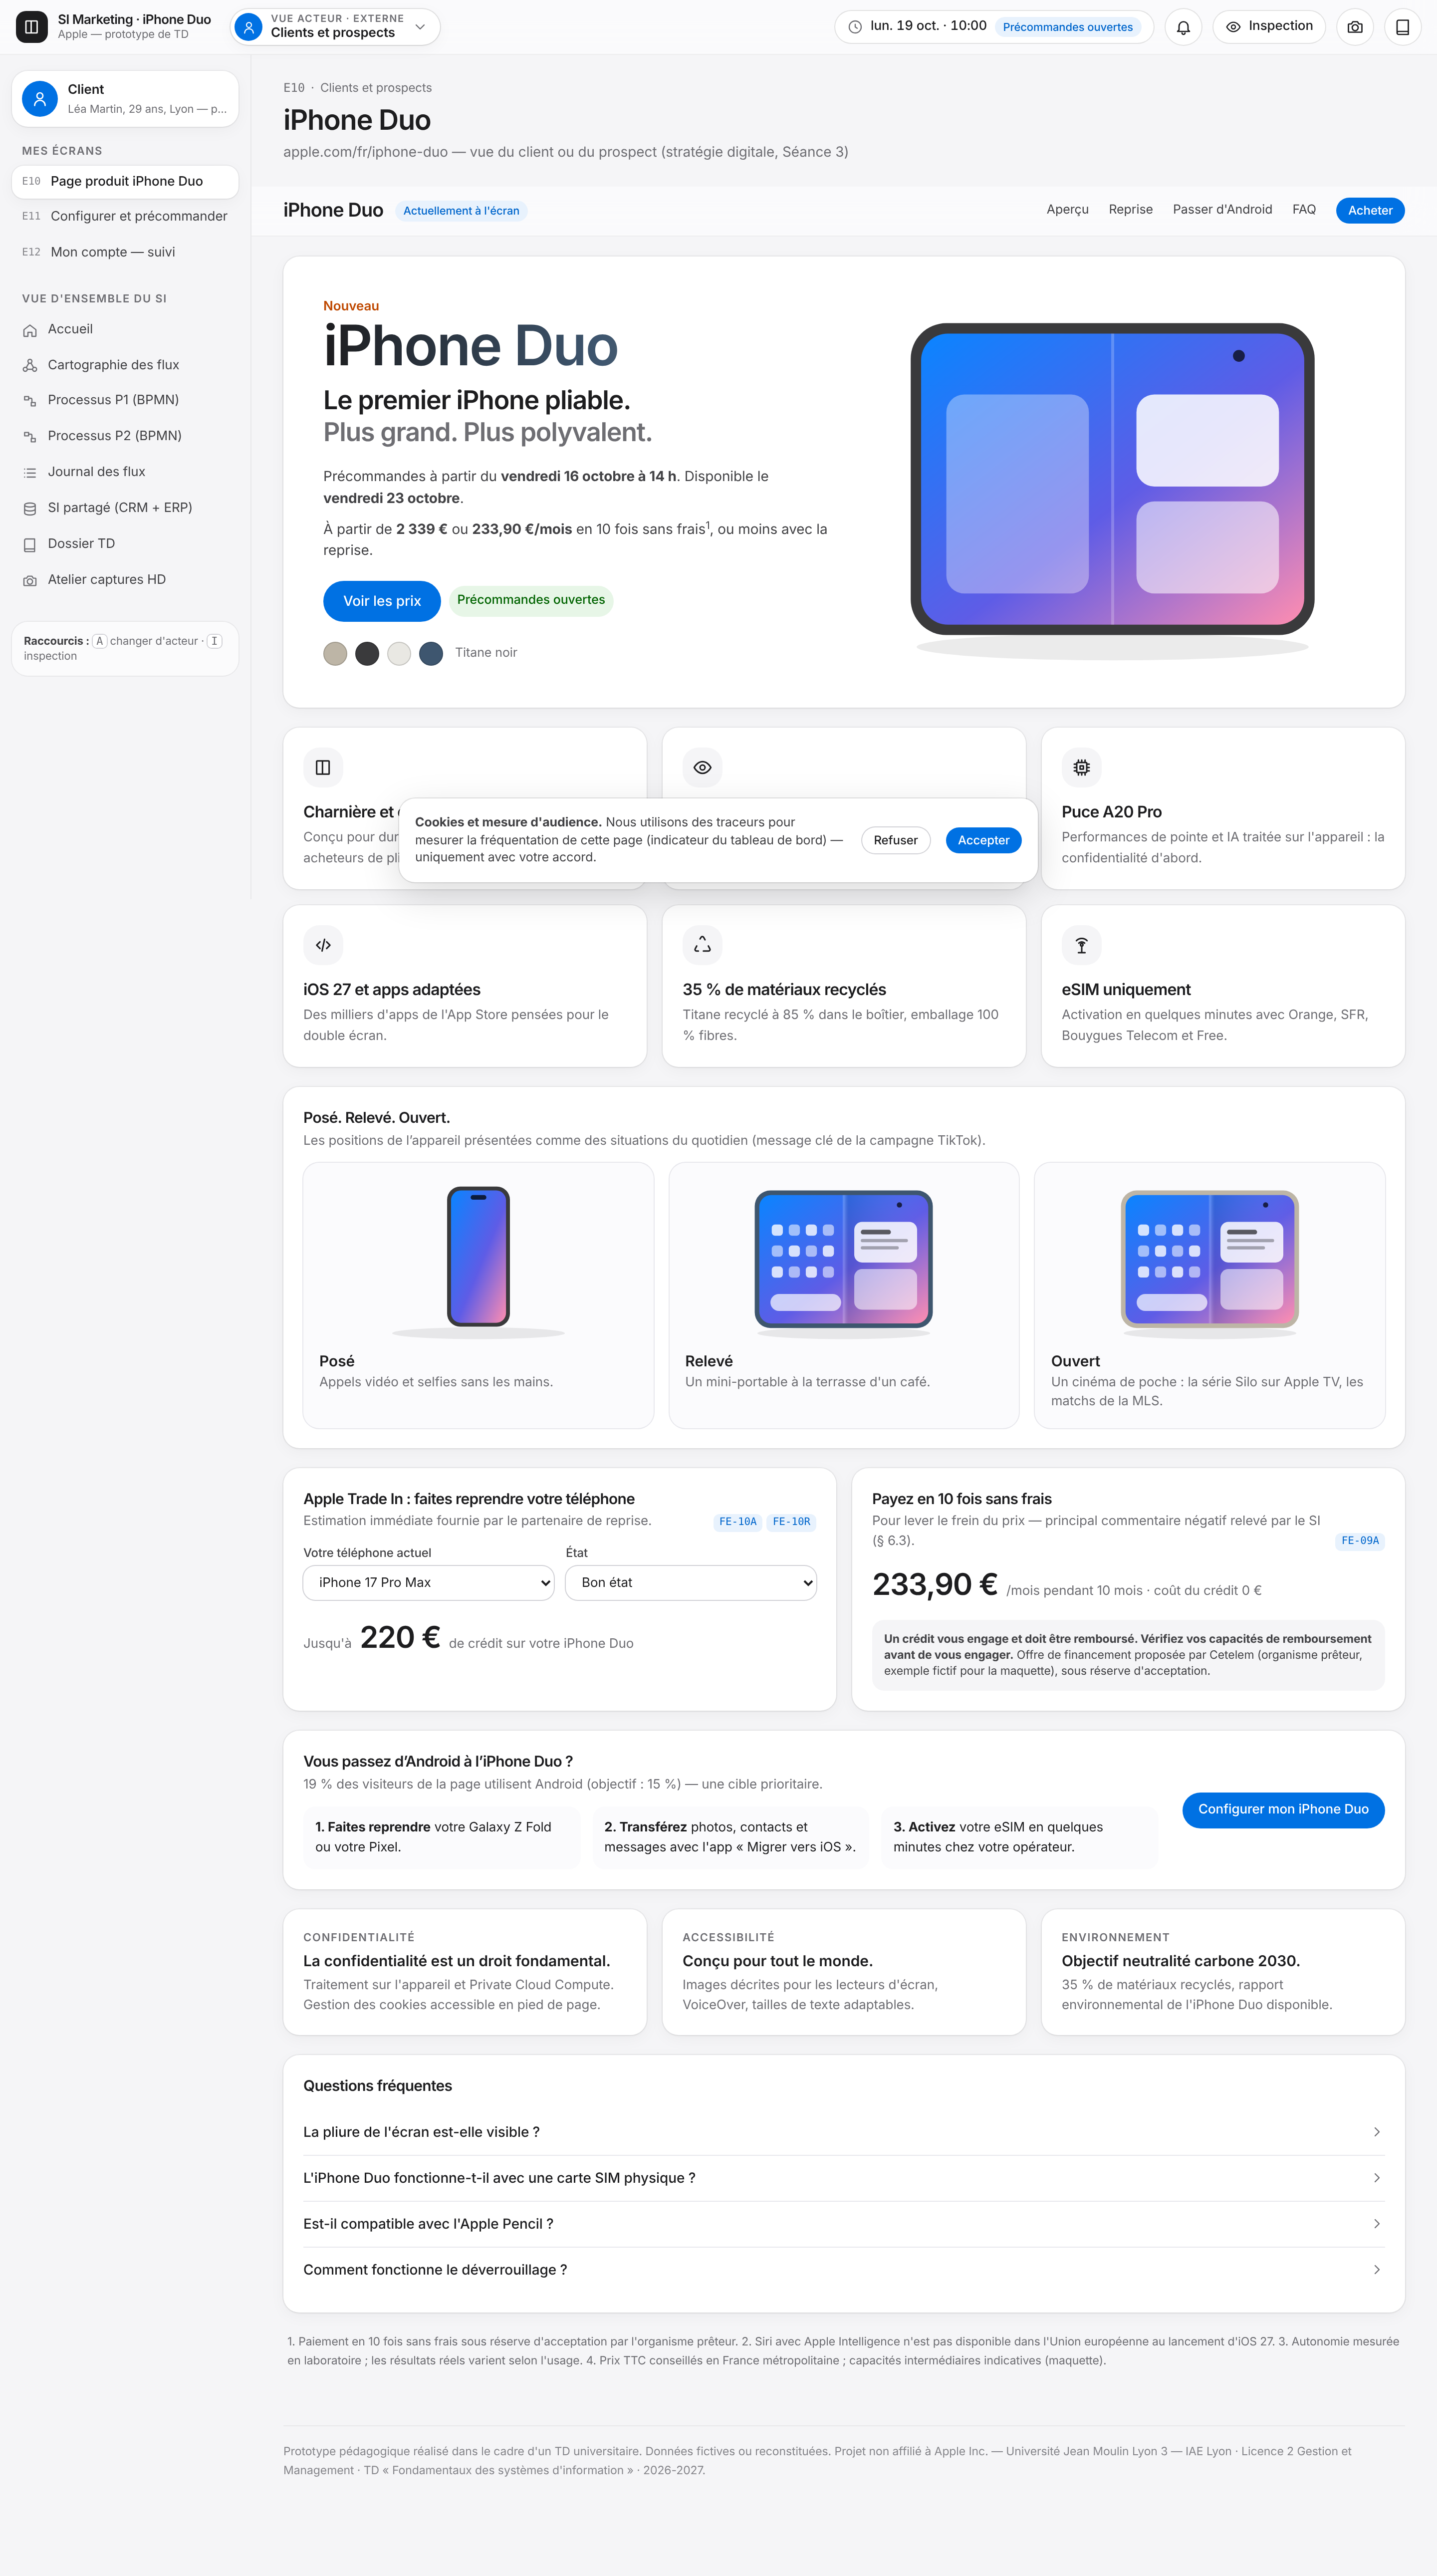 SI Marketing · iPhone Duo
Apple — prototype de TD
VUE ACTEUR · EXTERNE
Clients et prospects
lun. 19 oct. · 10:00
Précommandes ouvertes
Inspection
Client
Léa Martin, 29 ans, Lyon — p…
MES ÉCRANS
E10 Page produit iPhone Duo
E11 Configurer et précommander
E12 Mon compte — suivi
VUE D'ENSEMBLE DU SI
Accueil
Cartographie des flux
Processus P1 (BPMN)
Processus P2 (BPMN)
Journal des flux
SI partagé (CRM + ERP)
Dossier TD
Atelier captures HD
Raccourcis : A changer d'acteur · I
inspection
E10 · Clients et prospects
iPhone Duo
apple.com/fr/iphone-duo — vue du client ou du prospect (stratégie digitale, Séance 3)
iPhone Duo
Actuellement à l'écran
Aperçu
Reprise
Passer d'Android
FAQ
Acheter
Nouveau
iPhone Duo
Le premier iPhone pliable.
Plus grand. Plus polyvalent.
Précommandes à partir du vendredi 16 octobre à 14 h. Disponible le
vendredi 23 octobre.
À partir de 2 339 € ou 233,90 €/mois en 10 fois sans frais¹, ou moins avec la
reprise.
Voir les prix
Précommandes ouvertes
Titane noir
Charnière et
Conçu pour dur
acheteurs de pli
Cookies et mesure d'audience. Nous utilisons des traceurs pour
mesurer la fréquentation de cette page (indicateur du tableau de bord) —
uniquement avec votre accord.
Refuser
Accepter
Puce A20 Pro
Performances de pointe et IA traitée sur l'appareil : la
confidentialité d'abord.
iOS 27 et apps adaptées
Des milliers d'apps de l'App Store pensées pour le
double écran.
35 % de matériaux recyclés
Titane recyclé à 85 % dans le boîtier, emballage 100
% fibres.
eSIM uniquement
Activation en quelques minutes avec Orange, SFR,
Bouygues Telecom et Free.
Posé. Relevé. Ouvert.
Les positions de l’appareil présentées comme des situations du quotidien (message clé de la campagne TikTok).
Posé
Appels vidéo et selfies sans les mains.
Relevé
Un mini-portable à la terrasse d'un café.
Ouvert
Un cinéma de poche : la série Silo sur Apple TV, les
matchs de la MLS.
Apple Trade In : faites reprendre votre téléphone
Estimation immédiate fournie par le partenaire de reprise.
FE-10A FE-10R
Votre téléphone actuel
État
iPhone 17 Pro Max
Bon état
Jusqu'à 220 € de crédit sur votre iPhone Duo
Payez en 10 fois sans frais
Pour lever le frein du prix — principal commentaire négatif relevé par le SI
(§ 6.3).
FE-09A
233,90 € /mois pendant 10 mois · coût du crédit 0 €
Un crédit vous engage et doit être remboursé. Vérifiez vos capacités de remboursement
avant de vous engager. Offre de financement proposée par Cetelem (organisme prêteur,
exemple fictif pour la maquette), sous réserve d'acceptation.
Vous passez d’Android à l’iPhone Duo ?
19 % des visiteurs de la page utilisent Android (objectif : 15 %) — une cible prioritaire.
1. Faites reprendre votre Galaxy Z Fold
ou votre Pixel.
2. Transférez photos, contacts et
messages avec l'app « Migrer vers iOS ».
3. Activez votre eSIM en quelques
minutes chez votre opérateur.
Configurer mon iPhone Duo
CONFIDENTIALITÉ
La confidentialité est un droit fondamental.
Traitement sur l'appareil et Private Cloud Compute.
Gestion des cookies accessible en pied de page.
ACCESSIBILITÉ
Conçu pour tout le monde.
Images décrites pour les lecteurs d'écran,
VoiceOver, tailles de texte adaptables.
ENVIRONNEMENT
Objectif neutralité carbone 2030.
35 % de matériaux recyclés, rapport
environnemental de l'iPhone Duo disponible.
Questions fréquentes
La pliure de l'écran est-elle visible ?
L'iPhone Duo fonctionne-t-il avec une carte SIM physique ?
Est-il compatible avec l'Apple Pencil ?
Comment fonctionne le déverrouillage ?
1. Paiement en 10 fois sans frais sous réserve d'acceptation par l'organisme prêteur. 2. Siri avec Apple Intelligence n'est pas disponible dans l'Union européenne au lancement d'iOS 27. 3. Autonomie mesurée
en laboratoire ; les résultats réels varient selon l'usage. 4. Prix TTC conseillés en France métropolitaine ; capacités intermédiaires indicatives (maquette).
Prototype pédagogique réalisé dans le cadre d'un TD universitaire. Données fictives ou reconstituées. Projet non affilié à Apple Inc. — Université Jean Moulin Lyon 3 — IAE Lyon · Licence 2 Gestion et
Management · TD « Fondamentaux des systèmes d'information » · 2026-2027.